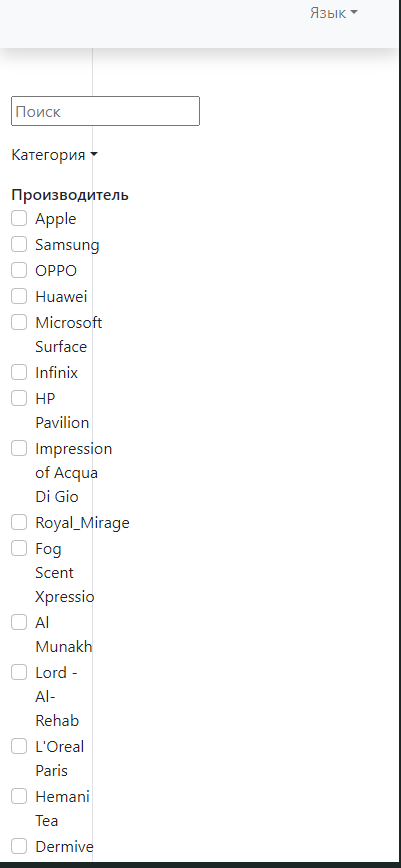 Язык
Поиск
Категория
Производитель
Apple
Samsung
OPPO
Huawei
Microsoft
Surface
Infinix
HP
Pavilion
Impression
of Acqua
Di Gio
Royal_Mirage
Fog
Scent
Xpressio
Al
Munakh
Lord -
Al-
Rehab
L'Oreal
Paris
Hemani
Tea
Dermive